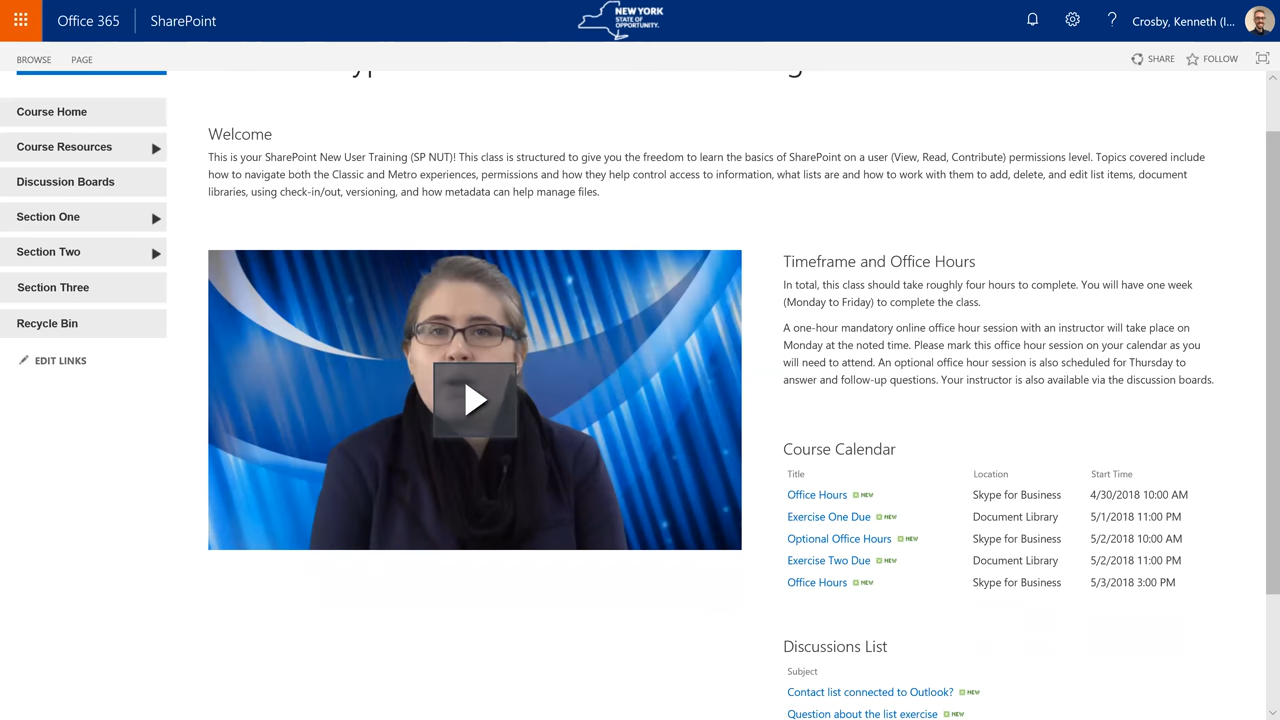 Office 365
SharePoint
NEW YORK
STATE OF
OPPORTUNITY.
?
Crosby, Kenneth (I...
BROWSE
PAGE
SHARE
FOLLOW
Course Home
Course Resources
Discussion Boards
Section One
Section Two
Section Three
Recycle Bin
EDIT LINKS
Welcome
This is your SharePoint New User Training (SP NUT)! This class is structured to give you the freedom to learn the basics of SharePoint on a user (View, Read, Contribute) permissions level. Topics covered include
how to navigate both the Classic and Metro experiences, permissions and how they help control access to information, what lists are and how to work with them to add, delete, and edit list items, document
libraries, using check-in/out, versioning, and how metadata can help manage files.
Timeframe and Office Hours
In total, this class should take roughly four hours to complete. You will have one week
(Monday to Friday) to complete the class.
A one-hour mandatory online office hour session with an instructor will take place on
Monday at the noted time. Please mark this office hour session on your calendar as you
will need to attend. An optional office hour session is also scheduled for Thursday to
answer and follow-up questions. Your instructor is also available via the discussion boards.
Course Calendar
Title Location Start Time
Office Hours NEW Skype for Business 4/30/2018 10:00 AM
Exercise One Due NEW Document Library 5/1/2018 11:00 PM
Optional Office Hours NEW Skype for Business 5/2/2018 10:00 AM
Exercise Two Due NEW Document Library 5/2/2018 11:00 PM
Office Hours NEW Skype for Business 5/3/2018 3:00 PM
Discussions List
Subject
Contact list connected to Outlook? NEW
Question about the list exercise NEW